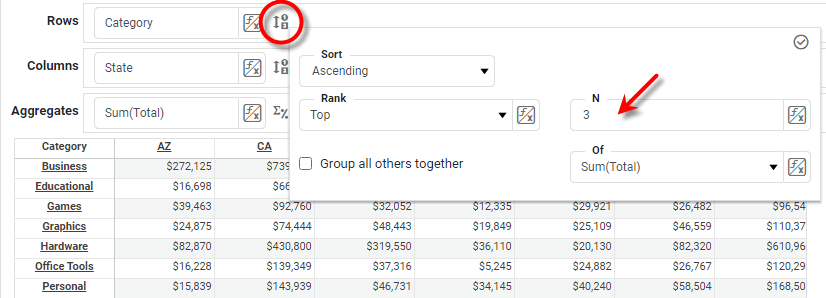 Rows Category
Sort
Ascending
Columns State
Rank
Top
N
3
Aggregates Sum(Total) Σ%
Group all others together
Of
Sum(Total)
Category AZ CA
Business $272,125 $739
Educational $16,698 $66 $26,482 $96,54
Games $39,463 $92,760 $32,052 $12,335 $29,921
Graphics $24,875 $74,444 $48,443 $19,849 $25,109 $46,559 $110,37
Hardware $82,870 $430,800 $319,550 $36,110 $20,130 $82,320 $610,96
Office Tools $16,228 $139,349 $37,316 $5,245 $24,882 $26,767 $120,29
Personal $15,839 $143,939 $46,731 $34,145 $40,240 $58,504 $168,50